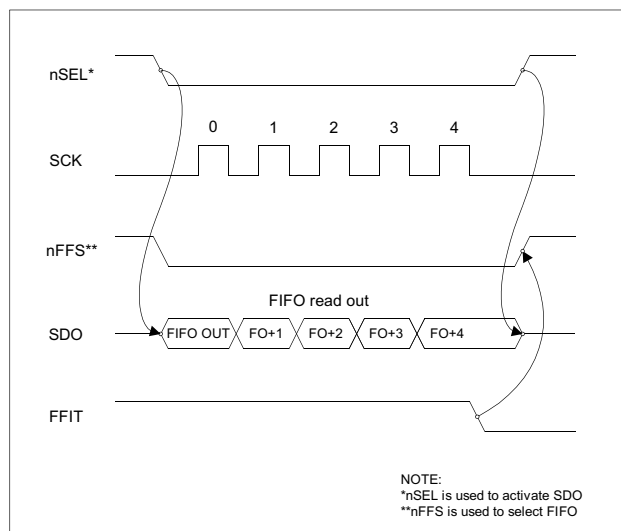 nSEL*
0 1 2 3 4
SCK
nFFS**
FIFO read out
SDO
FIFO OUT FO+1 FO+2 FO+3 FO+4
FFIT
NOTE:
*nSEL is used to activate SDO
**nFFS is used to select FIFO